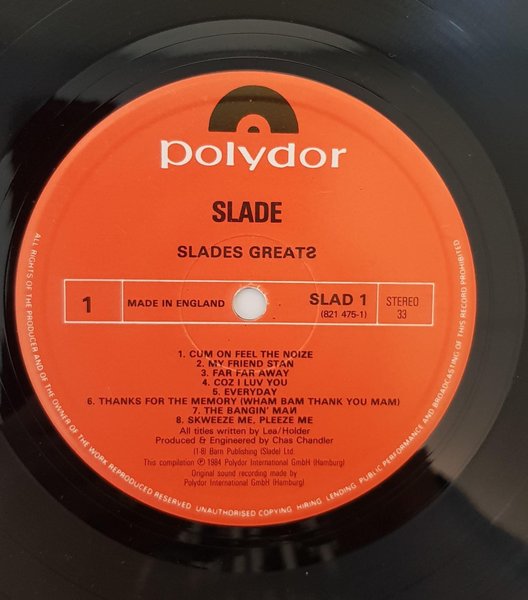 polydor
SLADE
SLADES GREATƧ
1
MADE IN ENGLAND
SLAD 1
(821 475-1)
STEREO
33
1. CUM ON FEEL THE NOIZE
2. MY FRIEND STAN
3. FAR FAR AWAY
4. COZ I LUV YOU
5. EVERYDAY
6. THANKS FOR THE MEMORY (WHAM BAM THANK YOU MAM)
7. THE BANGIN' MAИ
8. SKWEEZE ME, PLEEZE ME
All titles written by Lea/Holder
Produced & Engineered by Chas Chandler
(1-8) Barn Publishing (Slade) Ltd.
This compilation ℗ 1984 Polydor International GmbH (Hamburg)
Original sound recording made by
Polydor International GmbH (Hamburg)
ALL RIGHTS OF THE PRODUCER AND OF THE OWNER OF THE WORK REPRODUCED RESERVED UNAUTHORISED COPYING HIRING LENDING PUBLIC PERFORMANCE AND BROADCASTING OF THIS RECORD PROHIBITED